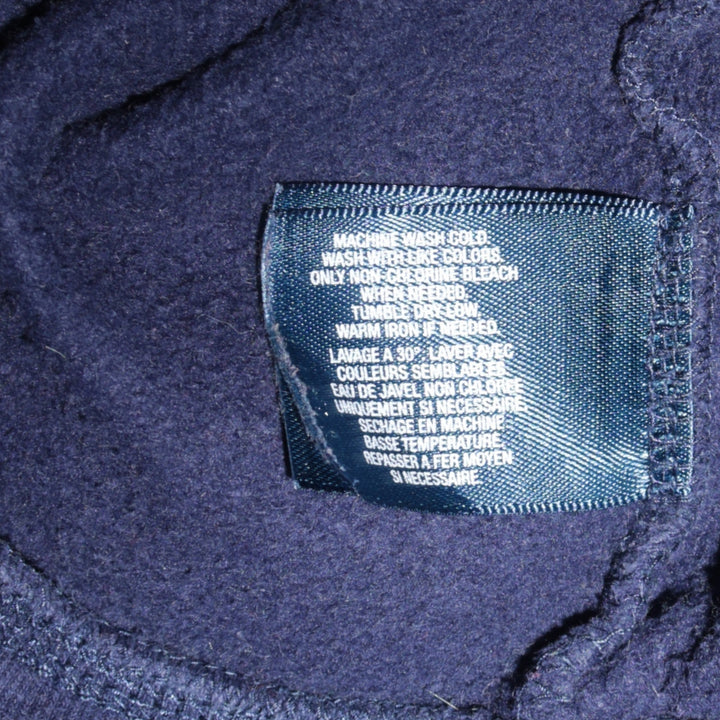 MACHINE WASH COLD.
WASH WITH LIKE COLORS.
ONLY NON-CHLORINE BLEACH
WHEN NEEDED.
TUMBLE DRY LOW.
WARM IRON IF NEEDED.
LAVAGE A 30°. LAVER AVEC
COULEURS SEMBLABLES.
EAU DE JAVEL NON CHLOREE
UNIQUEMENT SI NECESSAIRE.
SECHAGE EN MACHINE
BASSE TEMPERATURE.
REPASSER A FER MOYEN
SI NECESSAIRE